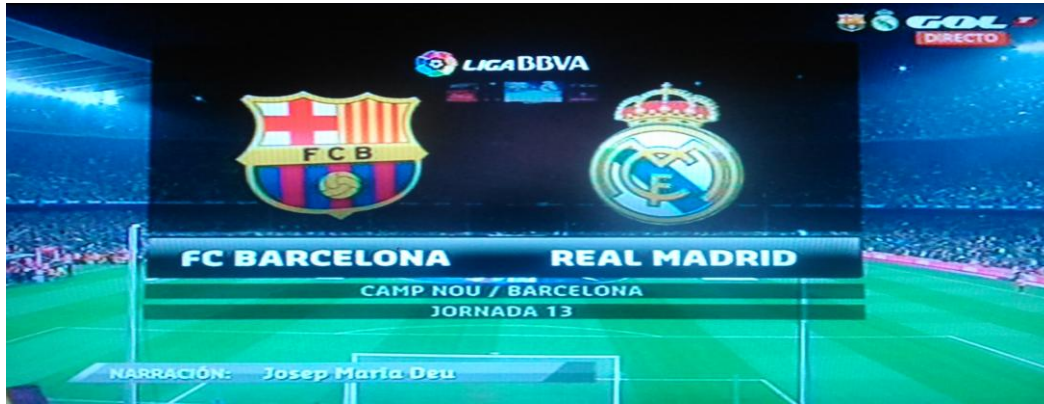 GOL T
DIRECTO
LIGA BBVA
FCB
FC BARCELONA REAL MADRID
CAMP NOU / BARCELONA
JORNADA 13
NARRACIÓN: Josep Maria Deu